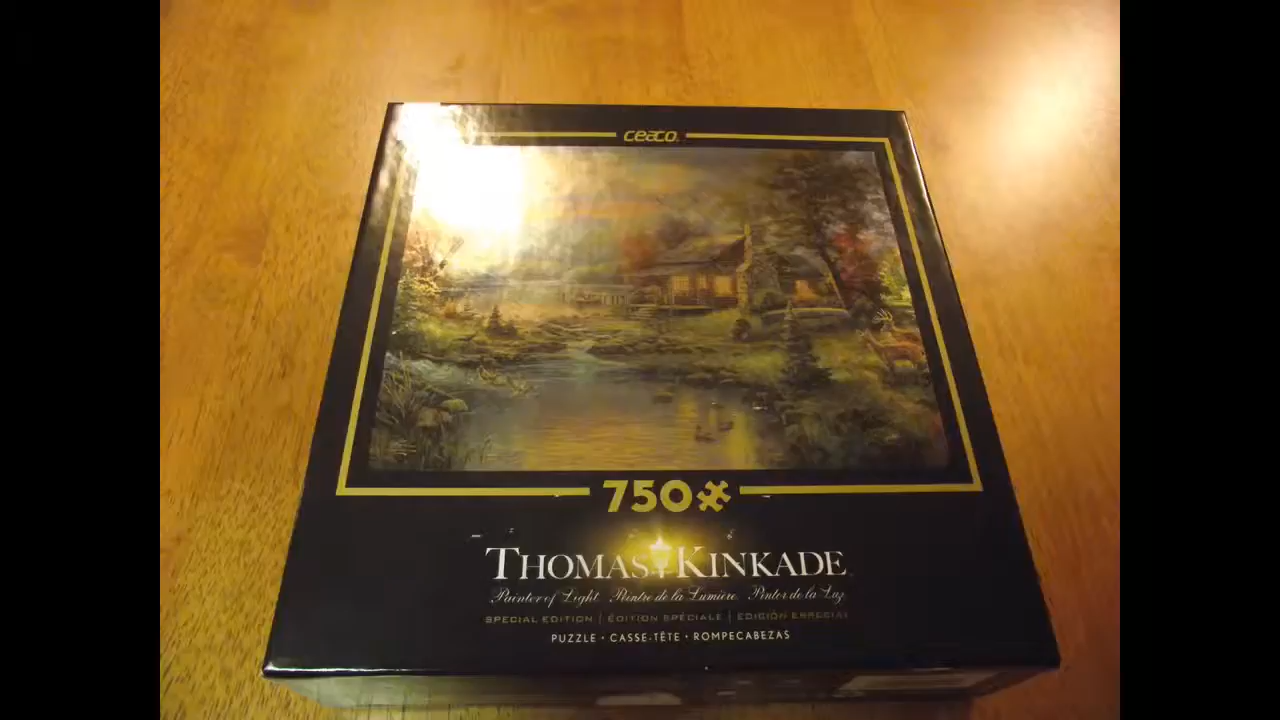 ceaco
750
THOMAS KINKADE
Painter of Light Peintre de la Lumière Pintor de la Luz
SPECIAL EDITION | ÉDITION SPÉCIALE | EDICIÓN ESPECIAL
PUZZLE • CASSE-TÊTE • ROMPECABEZAS